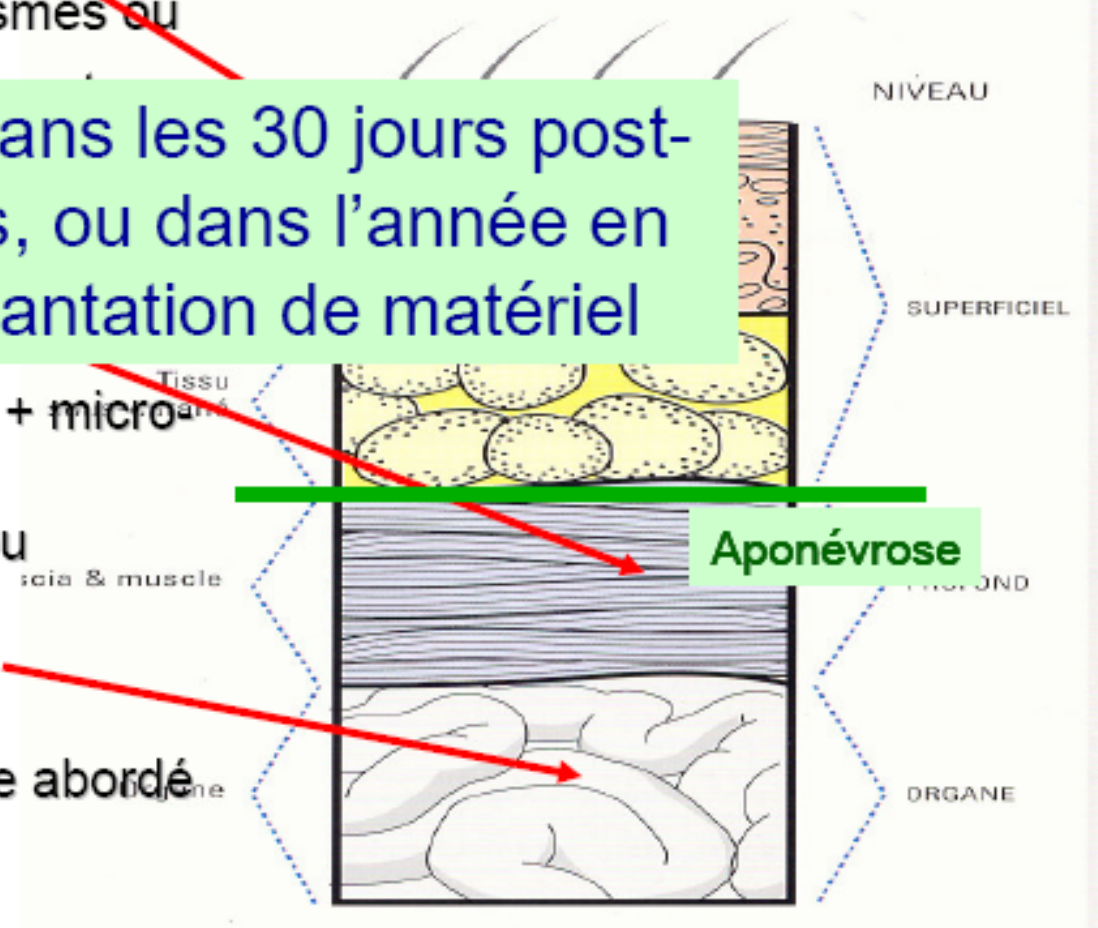 smes ou
NIVEAU
ans les 30 jours post-
s, ou dans l'année en
antation de matériel
SUPERFICIEL
Tissu
+ micro-
Aponévrose
u
scia & muscle
PROFOND
e abordé
ORGANE